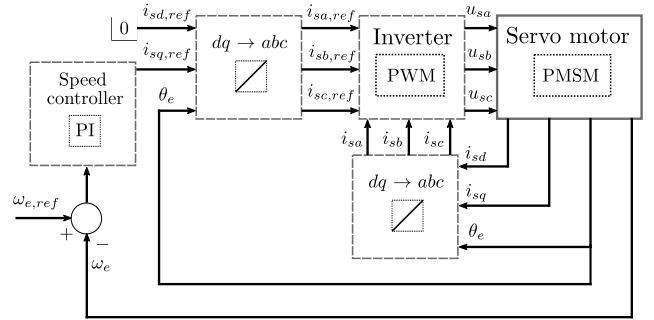 0
i_{sd,ref}
i_{sq,ref}
θ_e
dq → abc
i_{sa,ref}
i_{sb,ref}
i_{sc,ref}
Inverter
PWM
u_{sa}
u_{sb}
u_{sc}
Servo motor
PMSM
Speed
controller
PI
i_{sa}
i_{sb}
i_{sc}
dq → abc
i_{sd}
i_{sq}
θ_e
ω_{e,ref}
+
−
ω_e